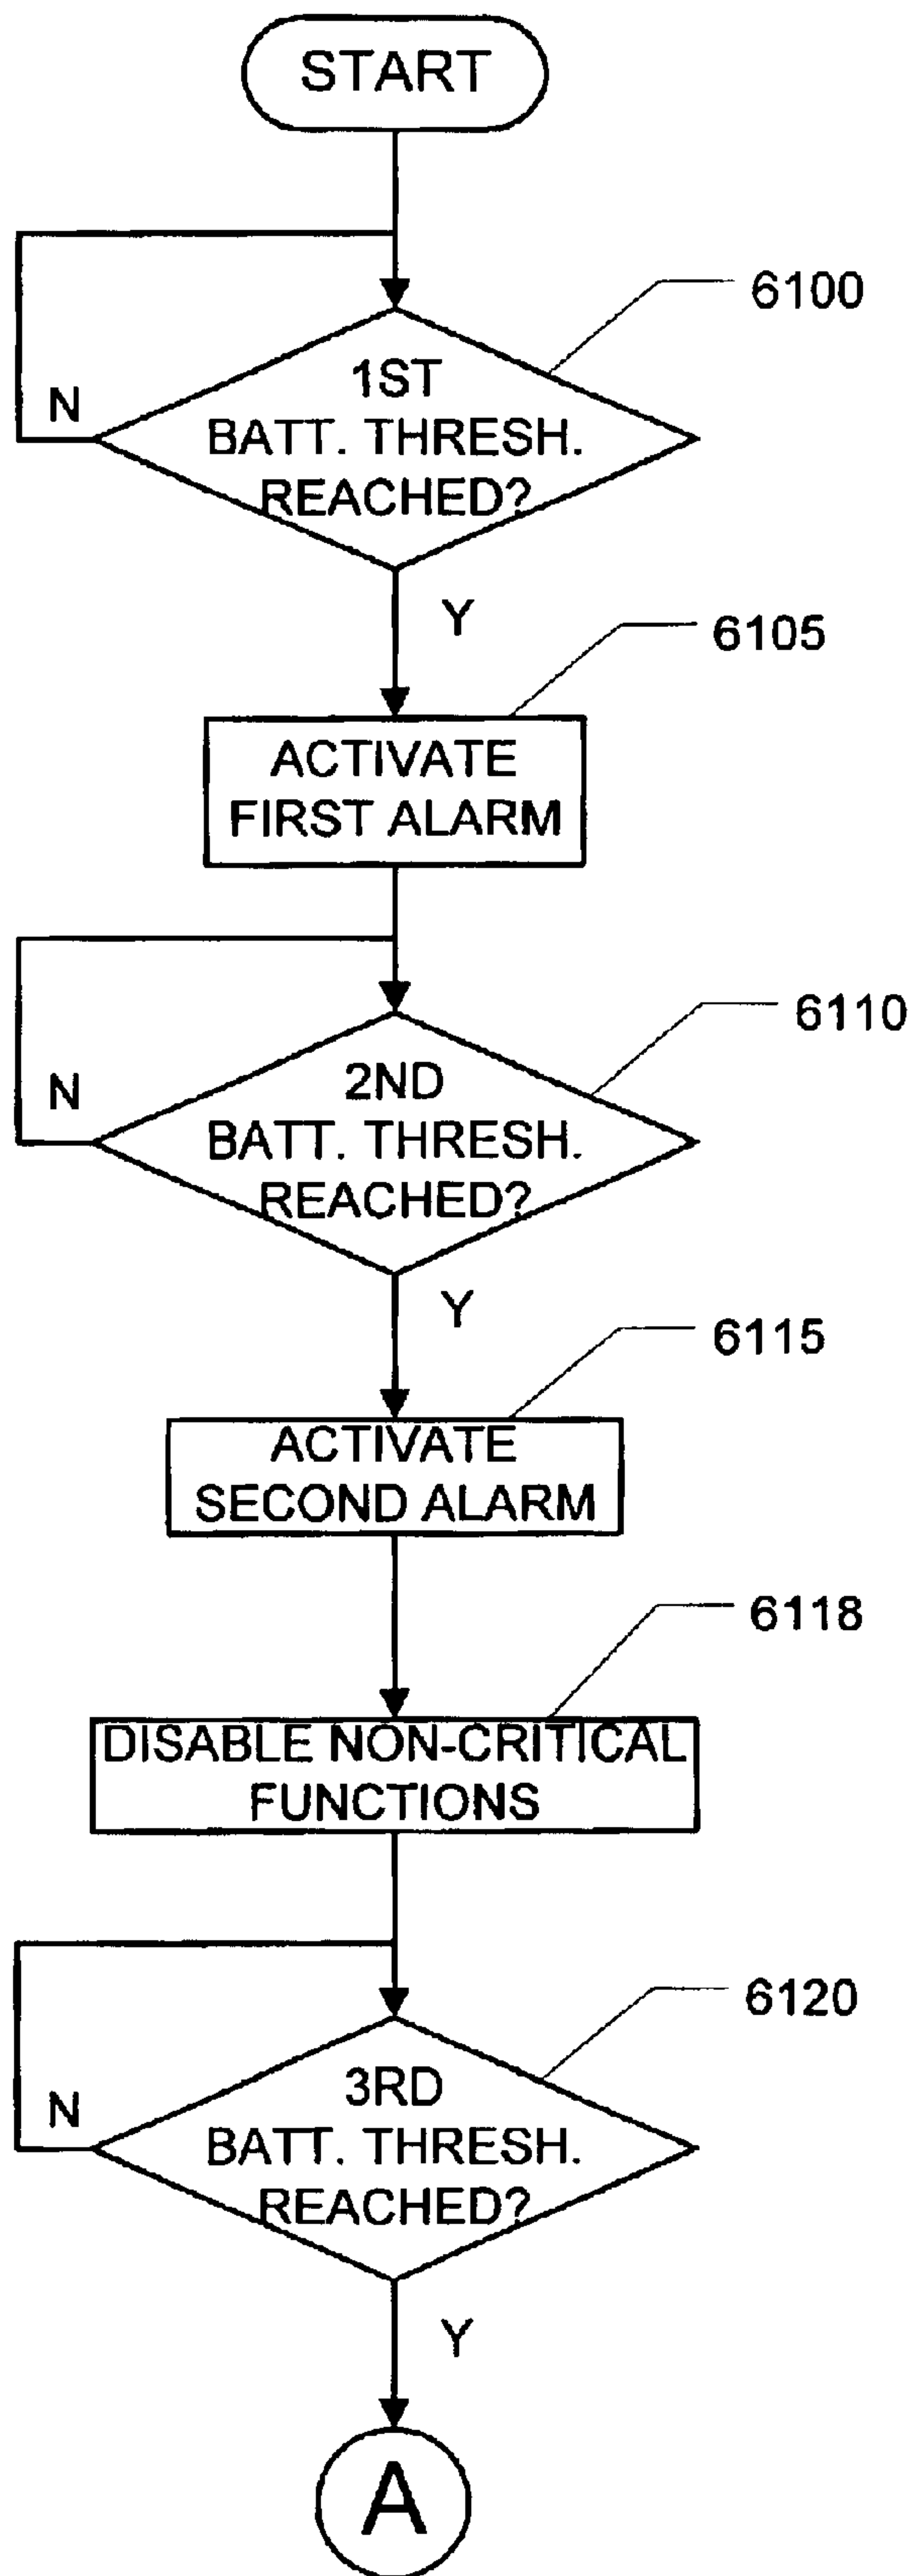 START
6100
1ST
BATT. THRESH.
REACHED?
N
Y
6105
ACTIVATE
FIRST ALARM
6110
2ND
BATT. THRESH.
REACHED?
N
Y
6115
ACTIVATE
SECOND ALARM
6118
DISABLE NON-CRITICAL
FUNCTIONS
6120
3RD
BATT. THRESH.
REACHED?
N
Y
A